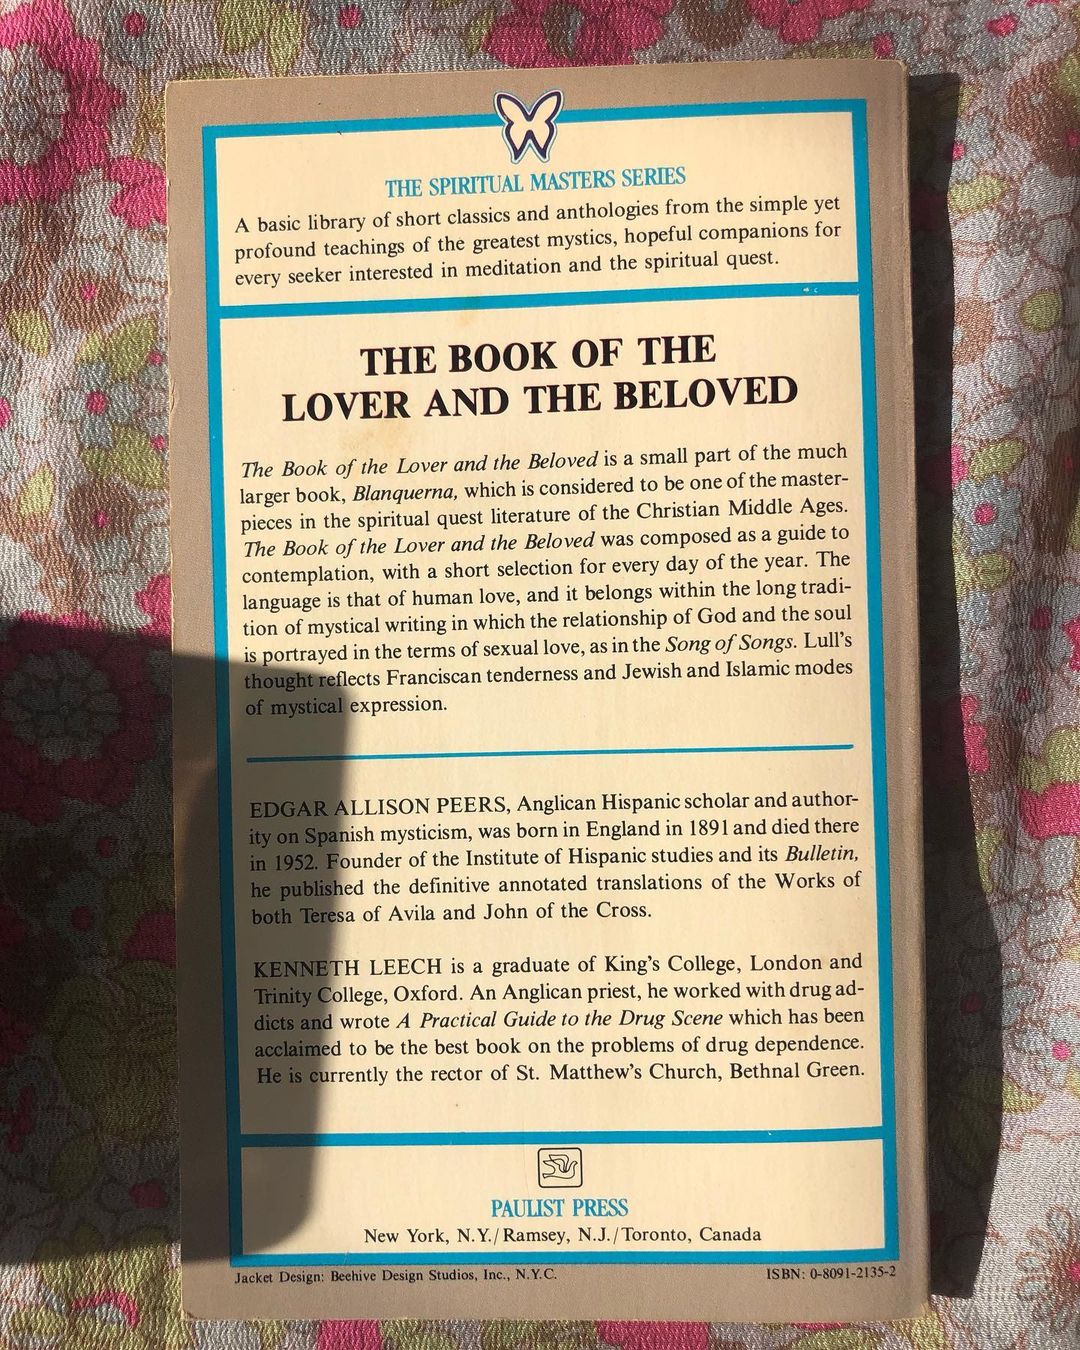 THE SPIRITUAL MASTERS SERIES
A basic library of short classics and anthologies from the simple yet
profound teachings of the greatest mystics, hopeful companions for
every seeker interested in meditation and the spiritual quest.
THE BOOK OF THE
LOVER AND THE BELOVED
The Book of the Lover and the Beloved is a small part of the much
larger book, Blanquerna, which is considered to be one of the master-
pieces in the spiritual quest literature of the Christian Middle Ages.
The Book of the Lover and the Beloved was composed as a guide to
contemplation, with a short selection for every day of the year. The
language is that of human love, and it belongs within the long tradi-
tion of mystical writing in which the relationship of God and the soul
is portrayed in the terms of sexual love, as in the Song of Songs. Lull's
thought reflects Franciscan tenderness and Jewish and Islamic modes
of mystical expression.
EDGAR ALLISON PEERS, Anglican Hispanic scholar and author-
ity on Spanish mysticism, was born in England in 1891 and died there
in 1952. Founder of the Institute of Hispanic studies and its Bulletin,
he published the definitive annotated translations of the Works of
both Teresa of Avila and John of the Cross.
KENNETH LEECH is a graduate of King's College, London and
Trinity College, Oxford. An Anglican priest, he worked with drug ad-
dicts and wrote A Practical Guide to the Drug Scene which has been
acclaimed to be the best book on the problems of drug dependence.
He is currently the rector of St. Matthew's Church, Bethnal Green.
PAULIST PRESS
New York, N.Y./Ramsey, N.J./Toronto, Canada
Jacket Design: Beehive Design Studios, Inc., N.Y.C.
ISBN: 0-8091-2135-2